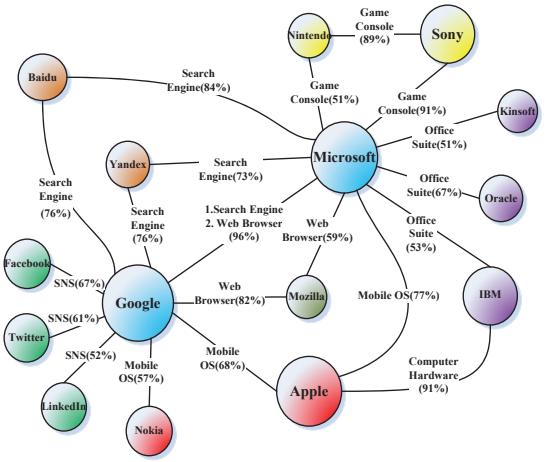 Game
Console
(89%)
Nintendo
Sony
Baidu
Search
Engine(84%)
Game
Console(51%)
Game
Console(91%)
Kinsoft
Office
Suite(51%)
Microsoft
Yandex
Search
Engine(73%)
Office
Suite(67%)
Oracle
Search
Engine
(76%)
Search
Engine
(76%)
1.Search Engine
2. Web Browser
(96%)
Web
Browser(59%)
Office
Suite
(53%)
Facebook
SNS(67%)
Google
Web
Browser(82%)
Mozilla
Mobile OS(77%)
IBM
Twitter
SNS(61%)
SNS(52%)
Mobile
OS(57%)
Mobile
OS(68%)
Computer
Hardware
(91%)
Apple
LinkedIn
Nokia